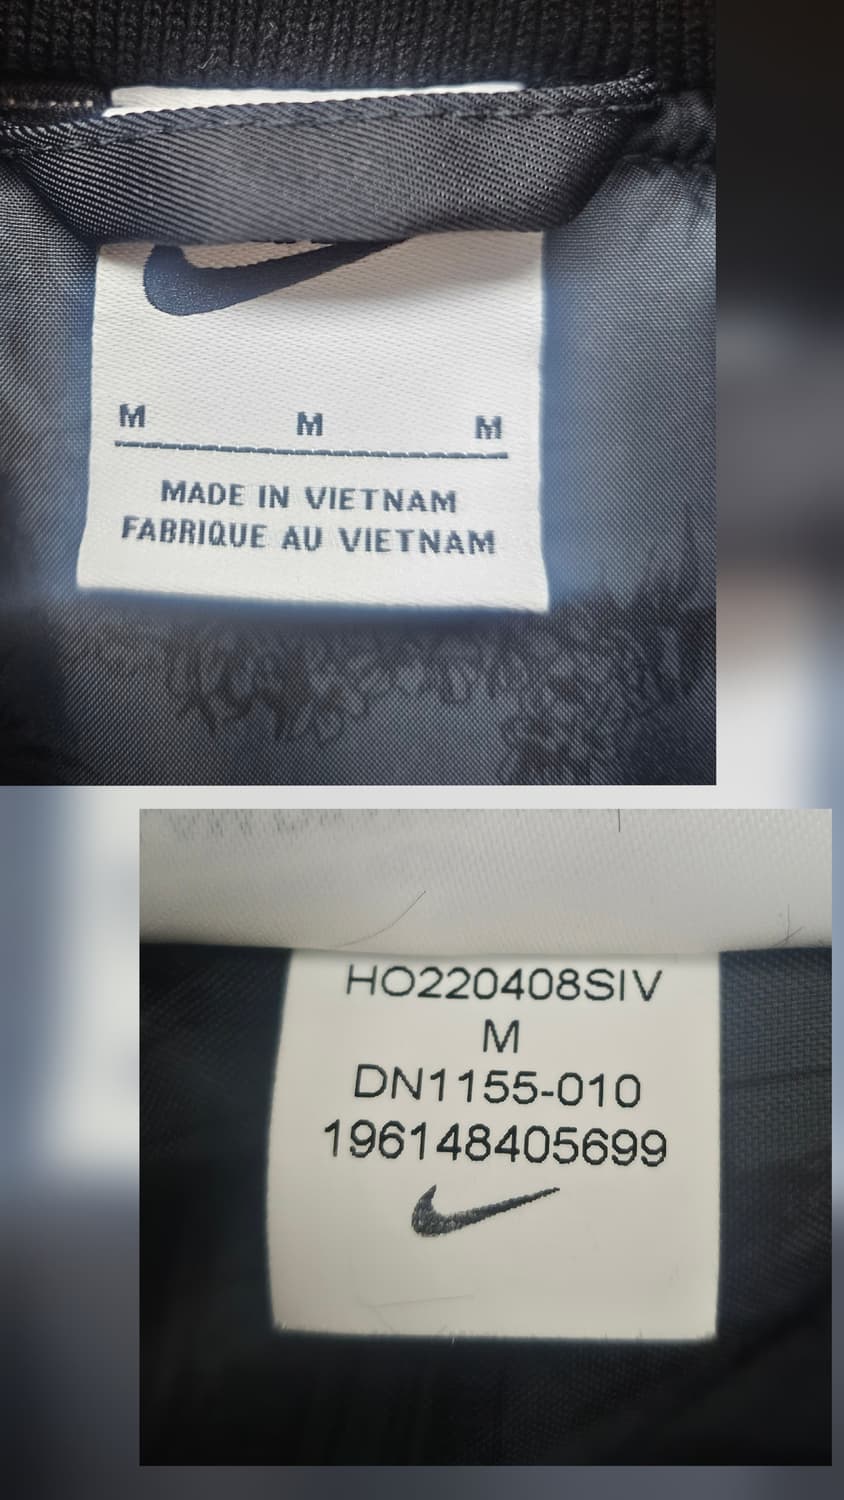 M M M
MADE IN VIETNAM
FABRIQUE AU VIETNAM
HO220408SIV
M
DN1155-010
196148405699